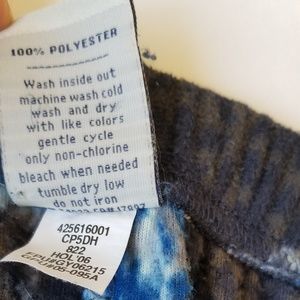 100% POLYESTER
Wash inside out
machine wash cold
wash and dry
with like colors
gentle cycle
only non-chlorine
bleach when needed
tumble dry low
do not iron
425616001
CP5DH
822
HOL'06